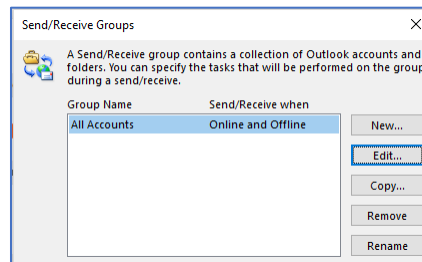 Send/Receive Groups
A Send/Receive group contains a collection of Outlook accounts and
folders. You can specify the tasks that will be performed on the group
during a send/receive.
Group Name Send/Receive when
All Accounts Online and Offline
New...
Edit...
Copy...
Remove
Rename